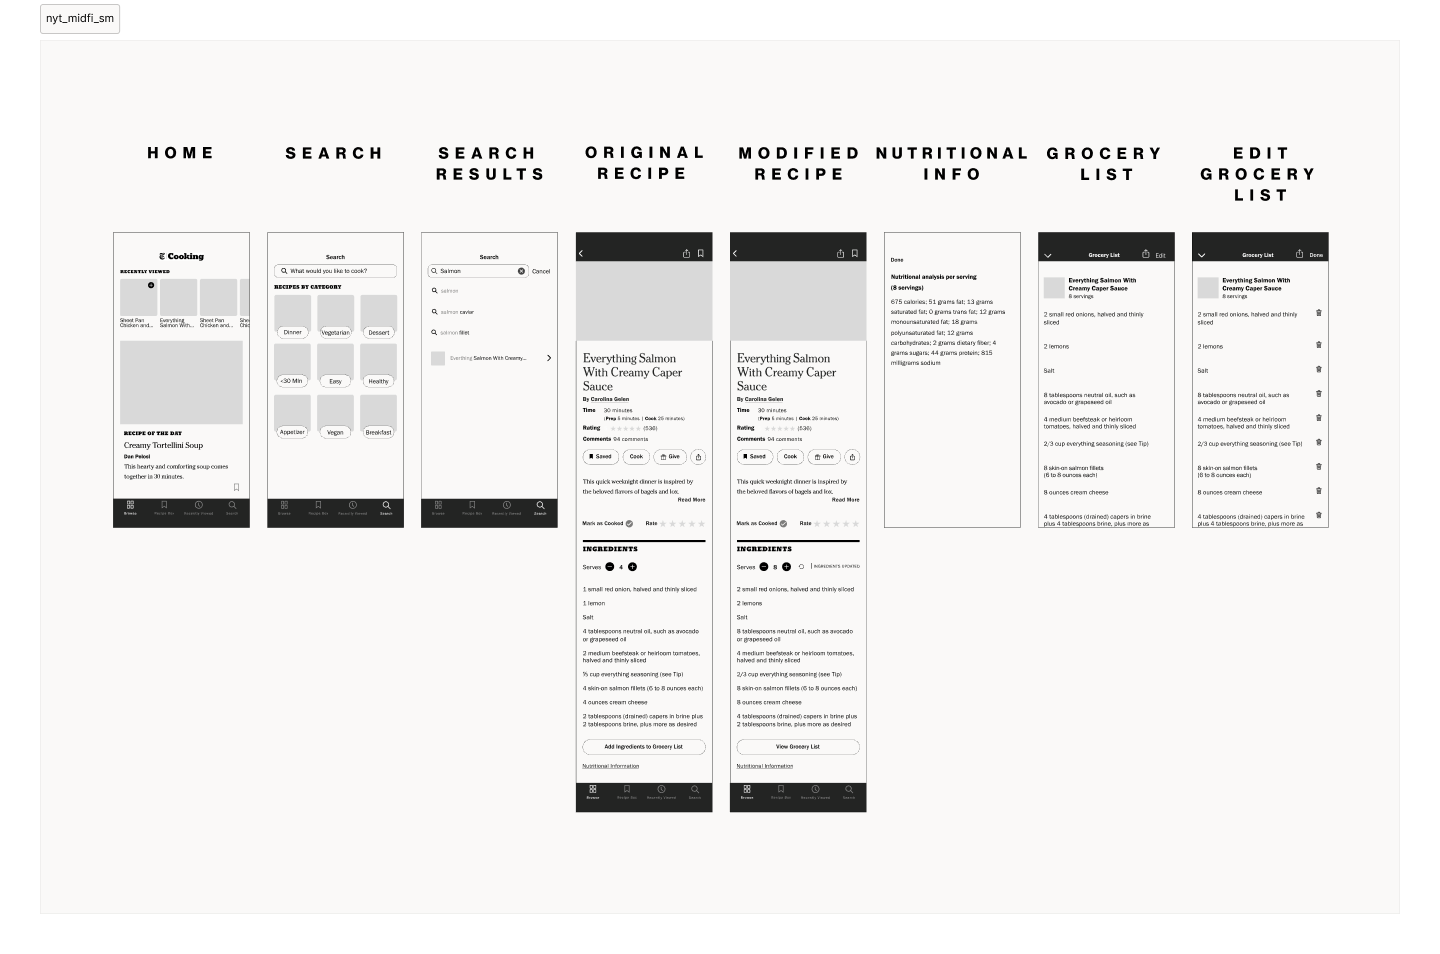 nyt_midfi_sm
HOME
SEARCH
SEARCH
RESULTS
ORIGINAL
RECIPE
MODIFIED
RECIPE
NUTRITIONAL
INFO
GROCERY
LIST
EDIT
GROCERY
LIST
Cooking
RECENTLY VIEWED
Sheet Pan
Chicken and...
Everything
Salmon With...
Sheet Pan
Chicken and...
RECIPE OF THE DAY
Creamy Tortellini Soup
Dan Pelosi
This hearty and comforting soup comes
together in 30 minutes.
Browse
Recipe Box
Recently Viewed
Search
Search
What would you like to cook?
RECIPES BY CATEGORY
Dinner
Vegetarian
Dessert
<30 Min
Easy
Healthy
Appetizer
Vegan
Breakfast
Browse
Recipe Box
Recently Viewed
Search
Search
Salmon
Cancel
salmon
salmon caviar
salmon fillet
Everthing Salmon With Creamy...
Browse
Recipe Box
Recently Viewed
Search
Everything Salmon
With Creamy Caper
Sauce
By Carolina Gelen
Time 30 minutes
(Prep 5 minutes | Cook 25 minutes)
Rating (536)
Comments 94 comments
Saved
Cook
Give
This quick weeknight dinner is inspired by
the beloved flavors of bagels and lox.
Read More
Mark as Cooked
Rate
INGREDIENTS
Serves 4
1 small red onion, halved and thinly sliced
1 lemon
Salt
4 tablespoons neutral oil, such as avocado
or grapeseed oil
2 medium beefsteak or heirloom tomatoes,
halved and thinly sliced
⅓ cup everything seasoning (see Tip)
4 skin-on salmon fillets (6 to 8 ounces each)
4 ounces cream cheese
2 tablespoons (drained) capers in brine plus
2 tablespoons brine, plus more as desired
Add Ingredients to Grocery List
Nutritional Information
Browse
Recipe Box
Recently Viewed
Search
Everything Salmon
With Creamy Caper
Sauce
By Carolina Gelen
Time 30 minutes
(Prep 5 minutes | Cook 25 minutes)
Rating (536)
Comments 94 comments
Saved
Cook
Give
This quick weeknight dinner is inspired by
the beloved flavors of bagels and lox.
Read More
Mark as Cooked
Rate
INGREDIENTS
Serves 8
INGREDIENTS UPDATED
2 small red onions, halved and thinly sliced
2 lemons
Salt
8 tablespoons neutral oil, such as avocado
or grapeseed oil
4 medium beefsteak or heirloom tomatoes,
halved and thinly sliced
2/3 cup everything seasoning (see Tip)
8 skin-on salmon fillets (6 to 8 ounces each)
8 ounces cream cheese
4 tablespoons (drained) capers in brine plus
2 tablespoons brine, plus more as desired
View Grocery List
Nutritional Information
Browse
Recipe Box
Recently Viewed
Search
Done
Nutritional analysis per serving
(8 servings)
675 calories; 51 grams fat; 13 grams
saturated fat; 0 grams trans fat; 12 grams
monounsaturated fat; 18 grams
polyunsaturated fat; 12 grams
carbohydrates; 2 grams dietary fiber; 4
grams sugars; 44 grams protein; 815
milligrams sodium
Grocery List
Edit
Everything Salmon With
Creamy Caper Sauce
8 servings
2 small red onions, halved and thinly
sliced
2 lemons
Salt
8 tablespoons neutral oil, such as
avocado or grapeseed oil
4 medium beefsteak or heirloom
tomatoes, halved and thinly sliced
2/3 cup everything seasoning (see Tip)
8 skin-on salmon fillets
(6 to 8 ounces each)
8 ounces cream cheese
4 tablespoons (drained) capers in brine
plus 4 tablespoons brine, plus more as
Grocery List
Done
Everything Salmon With
Creamy Caper Sauce
8 servings
2 small red onions, halved and thinly
sliced
2 lemons
Salt
8 tablespoons neutral oil, such as
avocado or grapeseed oil
4 medium beefsteak or heirloom
tomatoes, halved and thinly sliced
2/3 cup everything seasoning (see Tip)
8 skin-on salmon fillets
(6 to 8 ounces each)
8 ounces cream cheese
4 tablespoons (drained) capers in brine
plus 4 tablespoons brine, plus more as